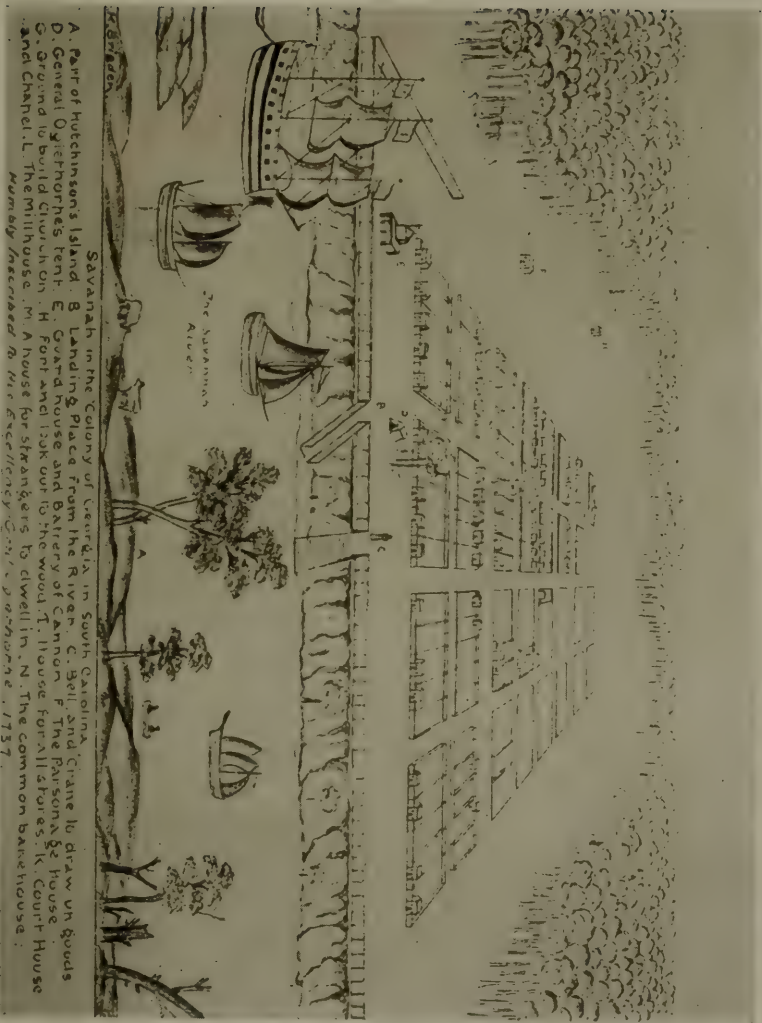 The Savannah
River
A
B
C
D
Savanah in the Colony of Georgia in South Carolina
A. Part of Hutchinson's Island. B Landing Place from the River. C. Bell and Crane to draw up Goods
D. General Oglethorpe's tent. E. Guard house and Battery of Cannon. F The Parsonage House
G. Ground to build Church on. H Fort and look out to the wood. I. House for all stores. K. Court House
and Chapel. L. The Millhouse. M A house for strangers to dwell in. N. The common bakehouse.
Humbly Inscribed to His Excellency 1737